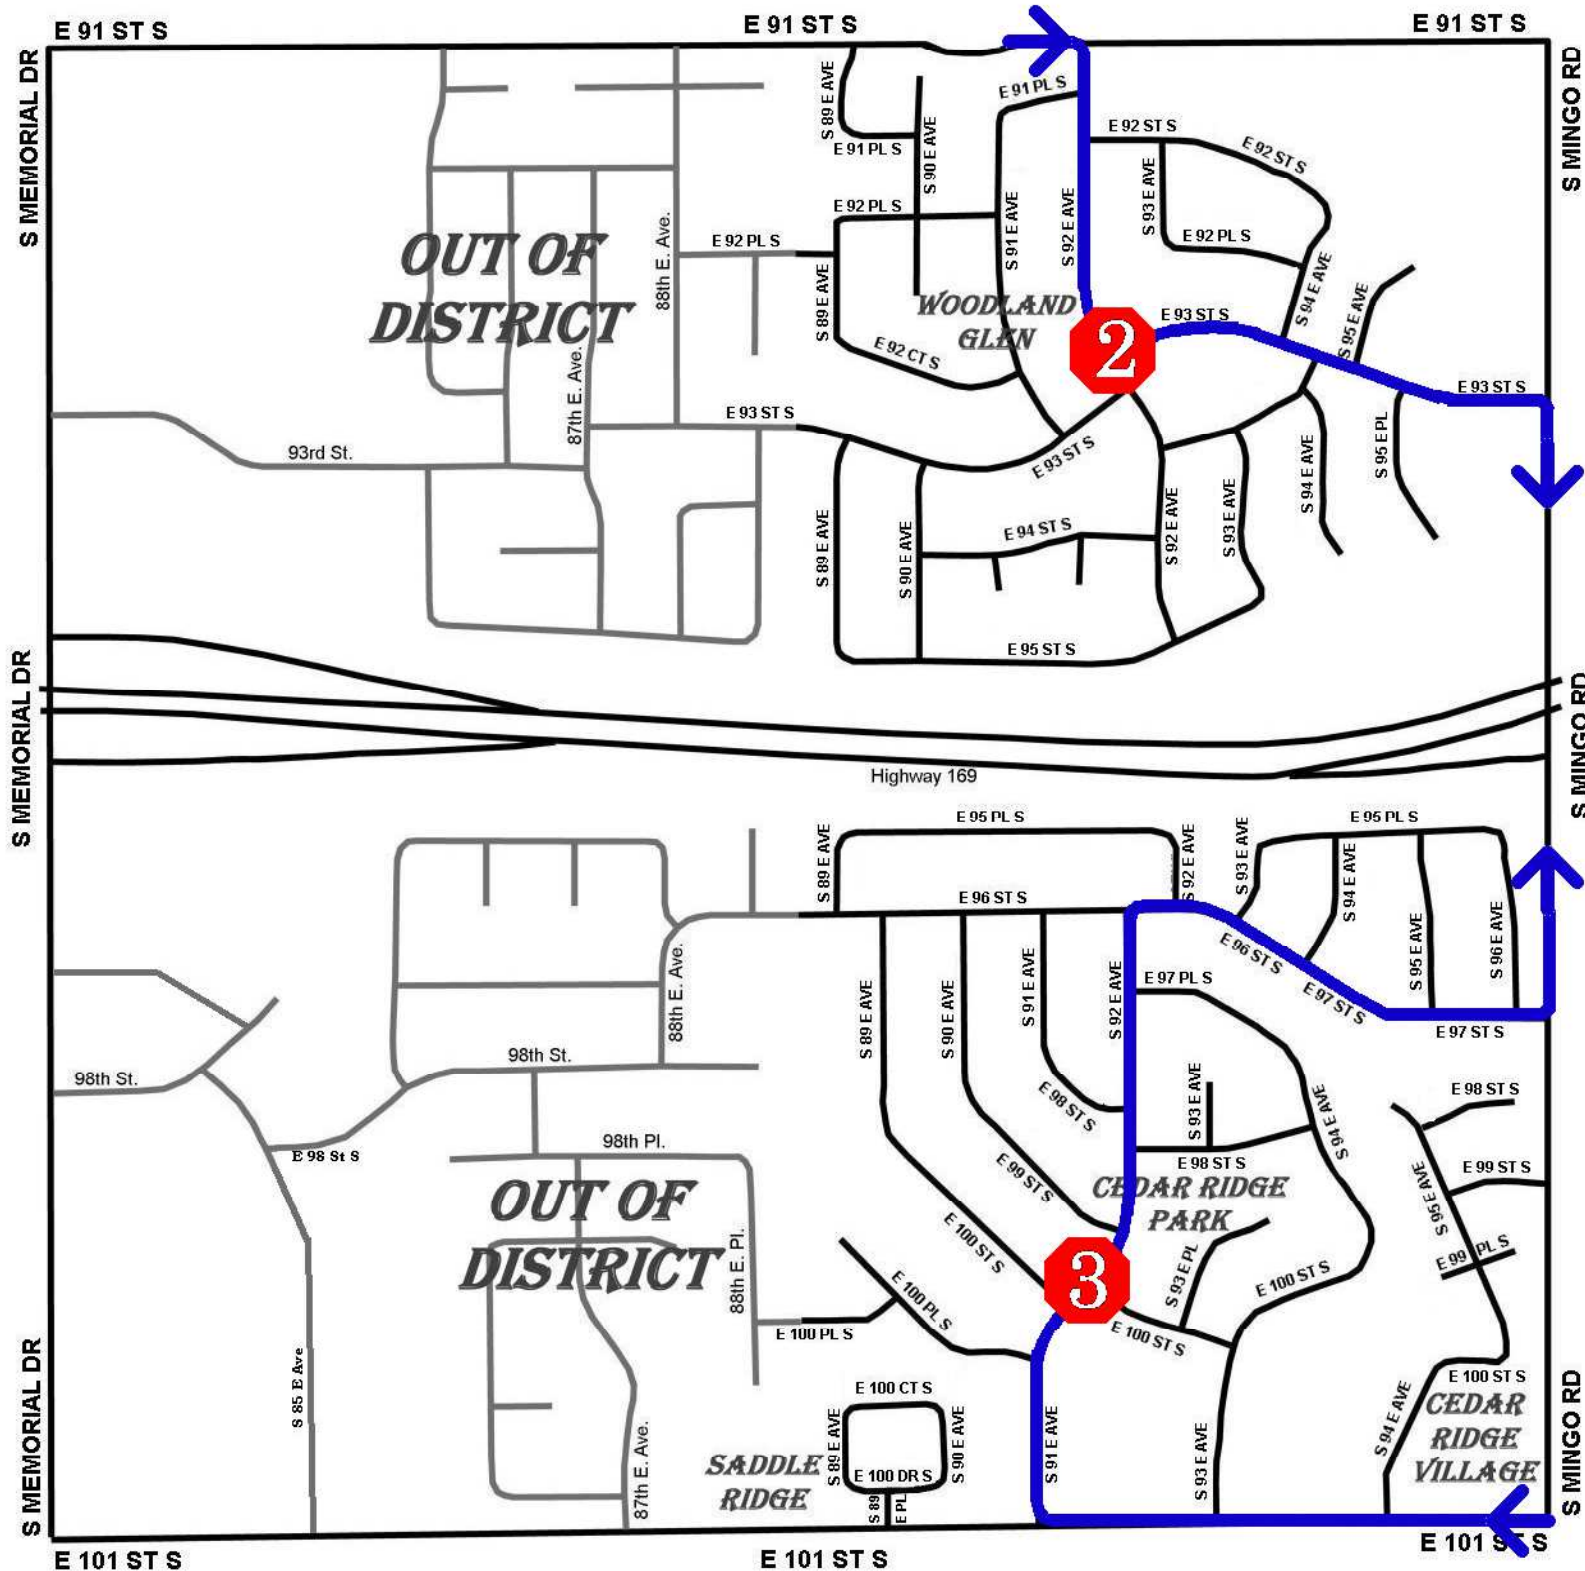 E 91 ST S
E 91 ST S
E 91 ST S
S MEMORIAL DR
S MINGO RD
S 89 E AVE
E 91 PL S
S 90 E AVE
E 91 PL S
E 92 ST S
E 92 ST S
S 93 E AVE
E 92 PL S
S 91 E AVE
S 92 E AVE
E 92 PL S
E 92 PL S
88th E. Ave.
S 89 E AVE
OUT OF
DISTRICT
WOODLAND
GLEN
S 94 E AVE
S 95 E AVE
E 93 ST S
2
E 92 CT S
87th E. Ave.
E 93 ST S
E 93 ST S
93rd St.
E 93 ST S
S 94 E AVE
S 95 E PL
S 89 E AVE
S 90 E AVE
E 94 ST S
S 92 E AVE
S 93 E AVE
E 95 ST S
S MEMORIAL DR
S MINGO RD
Highway 169
E 95 PL S
E 95 PL S
S 89 E AVE
S 92 E AVE
S 93 E AVE
S 94 E AVE
S 95 E AVE
S 96 E AVE
E 96 ST S
E 96 ST S
E 97 ST S
E 97 ST S
88th E. Ave.
S 89 E AVE
S 90 E AVE
S 91 E AVE
S 92 E AVE
E 97 PL S
98th St.
98th St.
E 98 St S
98th Pl.
E 98 ST S
S 93 E AVE
E 98 ST S
S 94 E AVE
E 98 ST S
E 99 ST S
S 95 E AVE
E 99 PL S
E 99 ST S
CEDAR RIDGE
PARK
OUT OF
DISTRICT
88th E. Pl.
E 100 ST S
3
S 93 E PL
E 100 ST S
E 100 ST S
E 100 PL S
E 100 PL S
S MEMORIAL DR
S 85 E Ave
87th E. Ave.
E 100 CT S
S 89 E AVE
S 90 E AVE
E 100 DR S
S 89
E PL
SADDLE
RIDGE
S 91 E AVE
S 93 E AVE
S 94 E AVE
E 100 ST S
CEDAR
RIDGE
VILLAGE
S MINGO RD
E 101 ST S
E 101 ST S
E 101 ST S